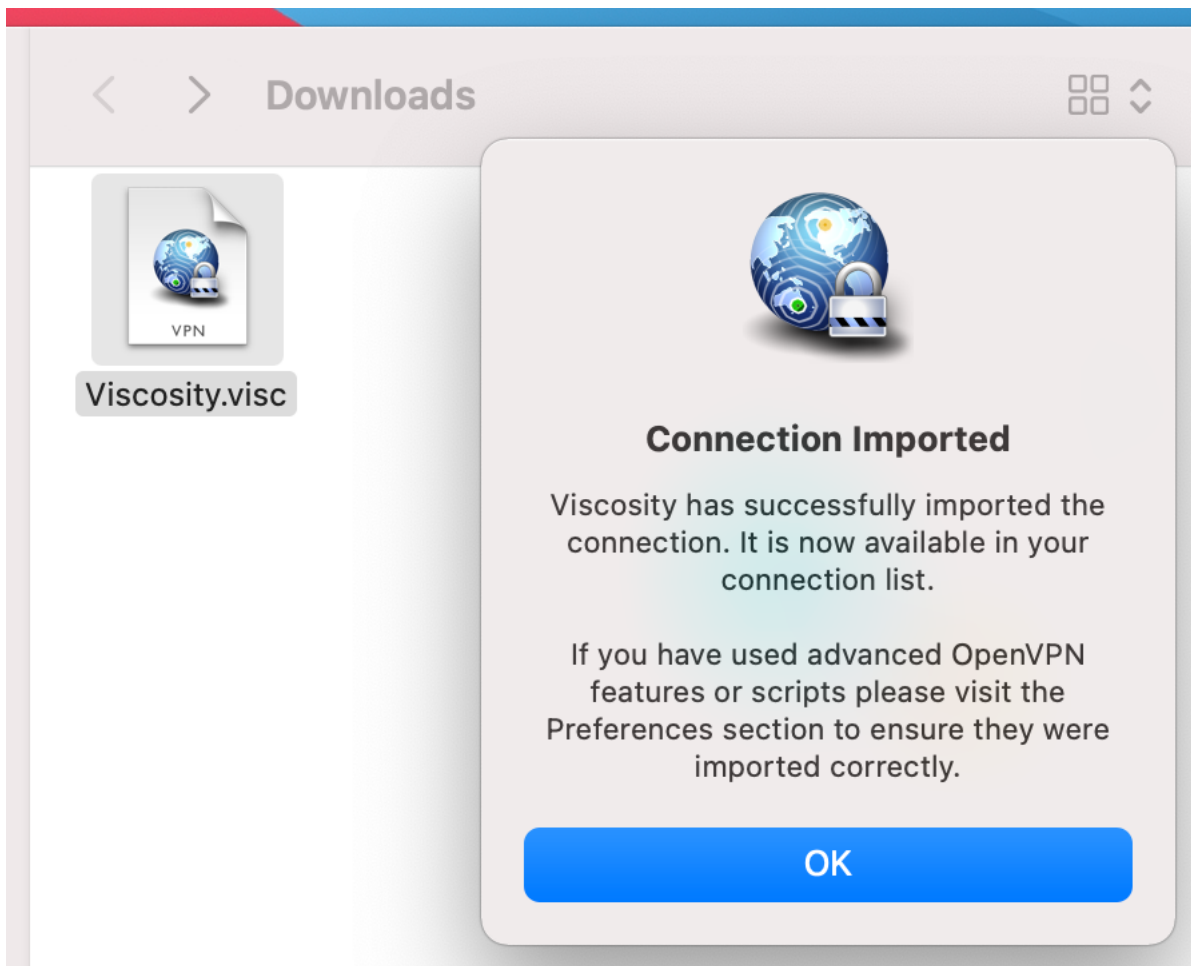 Downloads
VPN
Viscosity.visc
Connection Imported
Viscosity has successfully imported the
connection. It is now available in your
connection list.
If you have used advanced OpenVPN
features or scripts please visit the
Preferences section to ensure they were
imported correctly.
OK